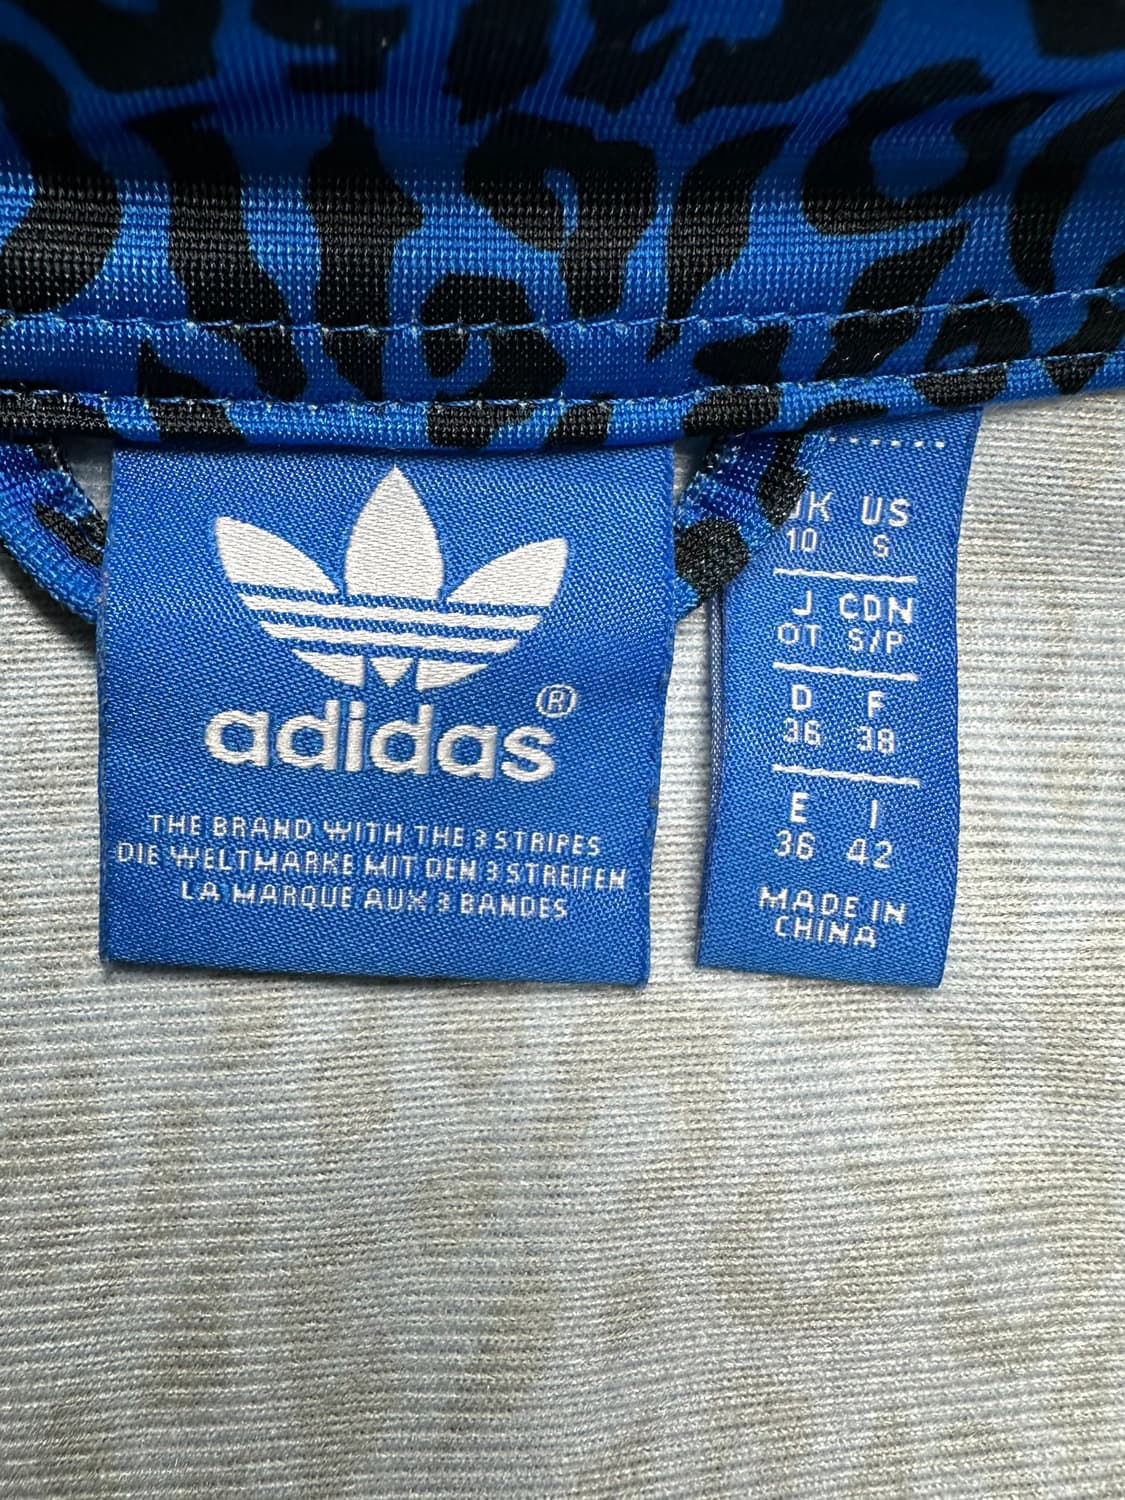 adidas®
THE BRAND WITH THE 3 STRIPES
DIE WELTMARKE MIT DEN 3 STREIFEN
LA MARQUE AUX 3 BANDES
UK US
10 S
J CDN
OT S/P
D F
36 38
E I
36 42
MADE IN
CHINA